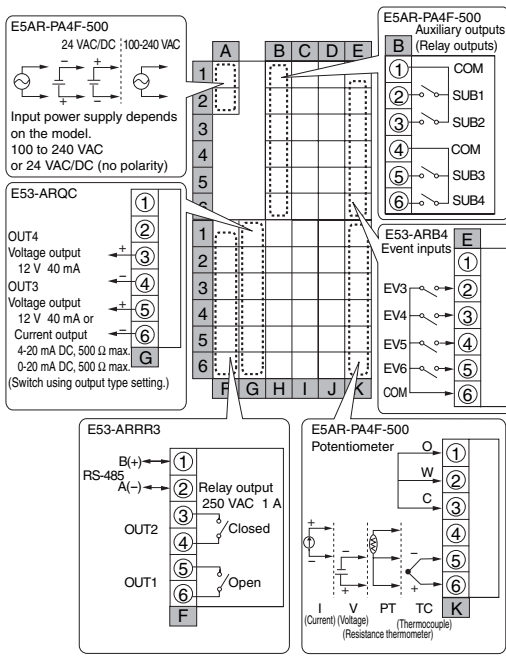 E5AR-PA4F-500
24 VAC/DC
100-240 VAC
Input power supply depends
on the model.
100 to 240 VAC
or 24 VAC/DC (no polarity)
A B C D E
1
2
3
4
5
6
1
2
3
4
5
6
F G H I J K
E5AR-PA4F-500
Auxiliary outputs
(Relay outputs)
B
1 COM
2 SUB1
3 SUB2
4 COM
5 SUB3
6 SUB4
E53-ARQC
1
2
3
4
5
6
G
OUT4
Voltage output
12 V 40 mA
OUT3
Voltage output
12 V 40 mA or
Current output
4-20 mA DC, 500 Ω max.
0-20 mA DC, 500 Ω max.
(Switch using output type setting.)
+
−
+
−
E53-ARB4
Event inputs
E
1
EV3 2
EV4 3
EV5 4
EV6 5
COM 6
E53-ARRR3
B(+) 1
RS-485
A(−) 2
Relay output
250 VAC 1 A
3
OUT2 Closed
4
5
OUT1 Open
6
F
E5AR-PA4F-500
Potentiometer
O 1
W 2
C 3
4
5
6
K
I V PT TC
(Current) (Voltage) (Thermocouple)
(Resistance thermometer)